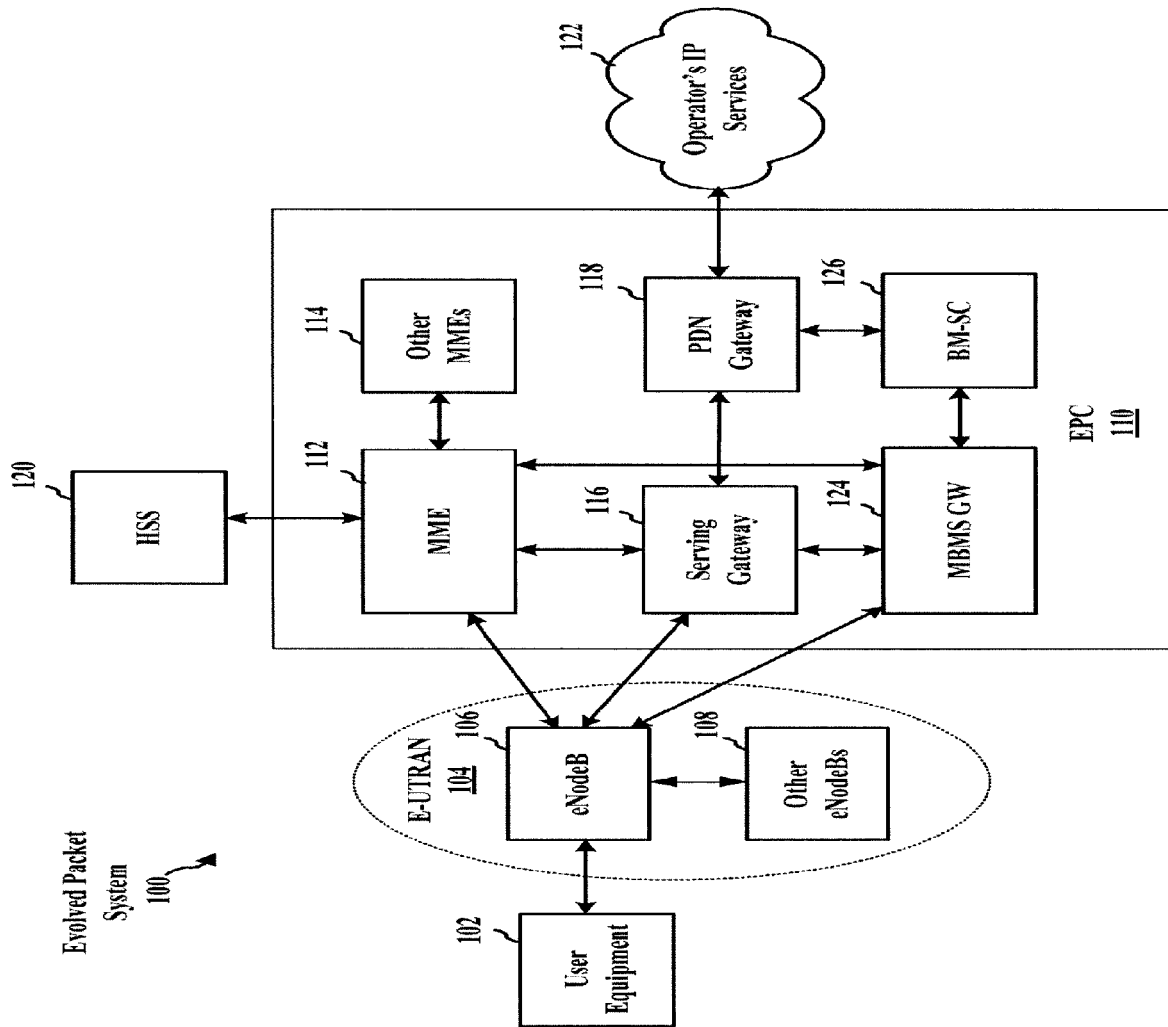 Evolved Packet
System
100
102
User
Equipment
E-UTRAN
104
106
eNodeB
108
Other
eNodeBs
120
HSS
112
MME
114
Other
MMEs
116
Serving
Gateway
118
PDN
Gateway
124
MBMS GW
126
BM-SC
EPC
110
122
Operator's IP
Services